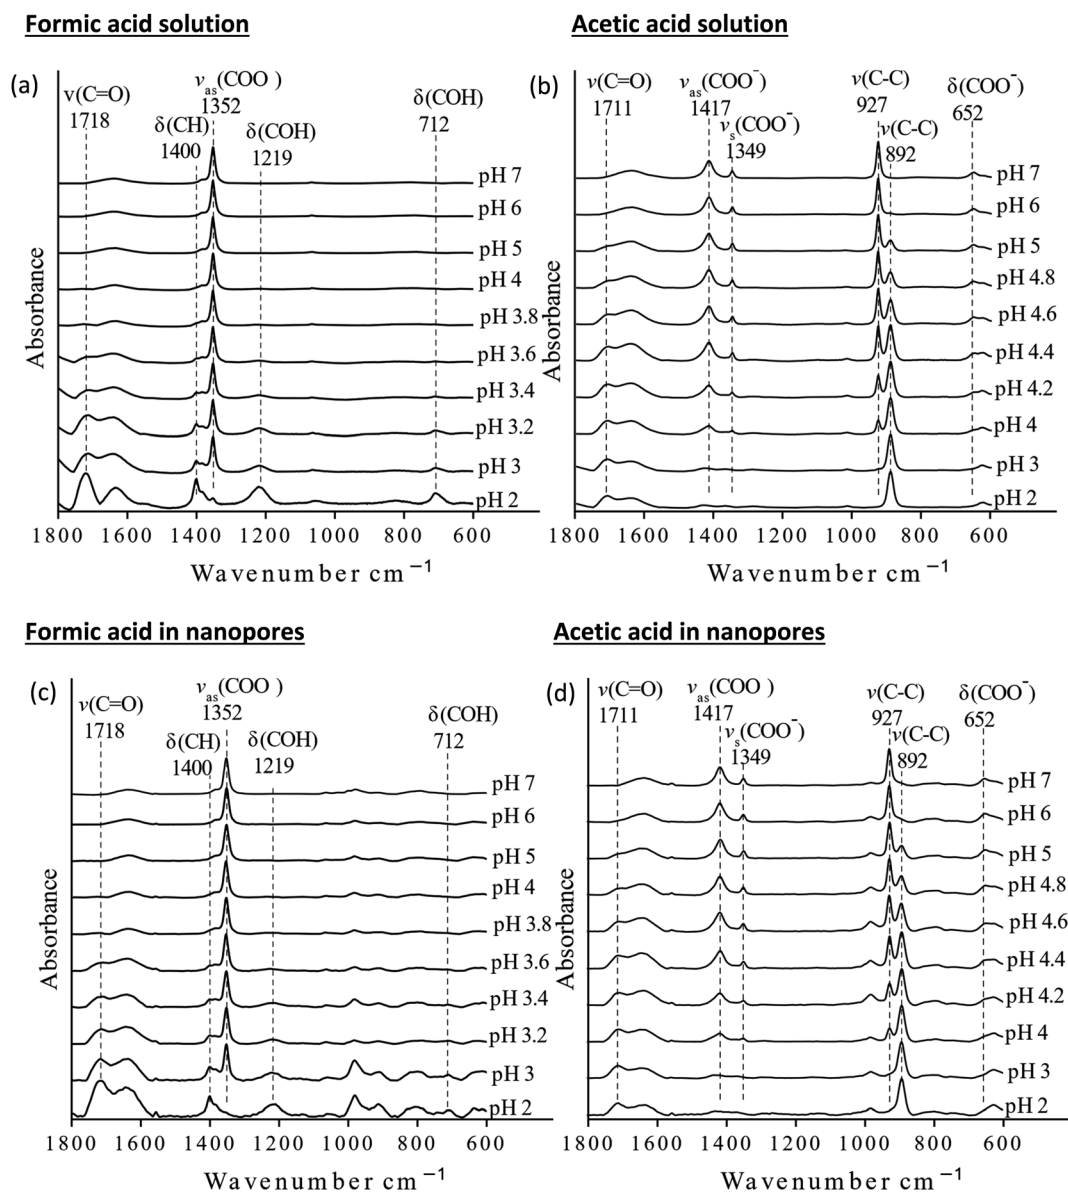 Formic acid solution
Acetic acid solution
(a)
ν(C=O)
1718
δ(CH)
1400
νas(COO )
1352
δ(COH)
1219
δ(COH)
712
pH 7
pH 6
pH 5
pH 4
pH 3.8
pH 3.6
pH 3.4
pH 3.2
pH 3
pH 2
Absorbance
1800 1600 1400 1200 1000 800 600
Wavenumber cm⁻¹
(b)
ν(C=O)
1711
νas(COO⁻)
1417
νs(COO⁻)
1349
ν(C-C)
927
ν(C-C)
892
δ(COO⁻)
652
pH 7
pH 6
pH 5
pH 4.8
pH 4.6
pH 4.4
pH 4.2
pH 4
pH 3
pH 2
Absorbance
1800 1600 1400 1200 1000 800 600
Wavenumber cm⁻¹
Formic acid in nanopores
Acetic acid in nanopores
(c)
ν(C=O)
1718
δ(CH)
1400
νas(COO )
1352
δ(COH)
1219
δ(COH)
712
pH 7
pH 6
pH 5
pH 4
pH 3.8
pH 3.6
pH 3.4
pH 3.2
pH 3
pH 2
Absorbance
1800 1600 1400 1200 1000 800 600
Wavenumber cm⁻¹
(d)
ν(C=O)
1711
νas(COO )
1417
νs(COO⁻)
1349
ν(C-C)
927
ν(C-C)
892
δ(COO⁻)
652
pH 7
pH 6
pH 5
pH 4.8
pH 4.6
pH 4.4
pH 4.2
pH 4
pH 3
pH 2
Absorbance
1800 1600 1400 1200 1000 800 600
Wavenumber cm⁻¹